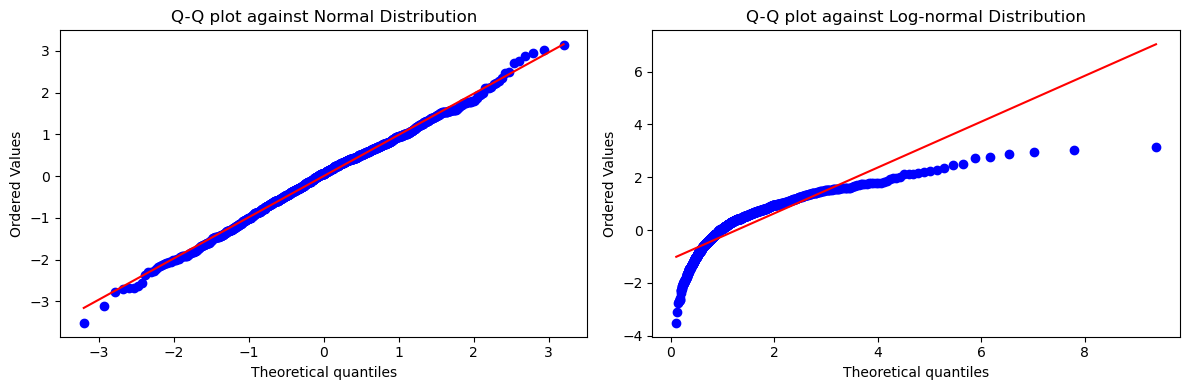 Q-Q plot against Normal Distribution
3
2
1
0
−1
−2
−3
Ordered Values
−3 −2 −1 0 1 2 3
Theoretical quantiles
Q-Q plot against Log-normal Distribution
6
4
2
0
−2
−4
Ordered Values
0 2 4 6 8
Theoretical quantiles